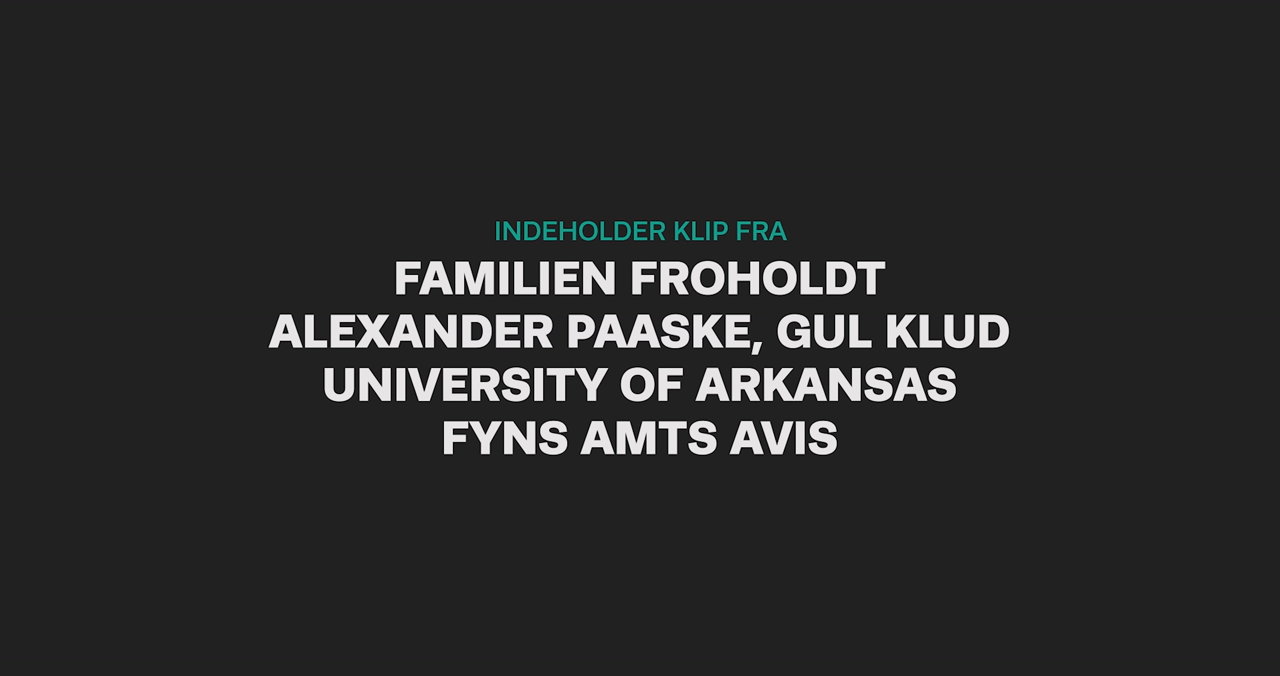 INDEHOLDER KLIP FRA
FAMILIEN FROHOLDT
ALEXANDER PAASKE, GUL KLUD
UNIVERSITY OF ARKANSAS
FYNS AMTS AVIS